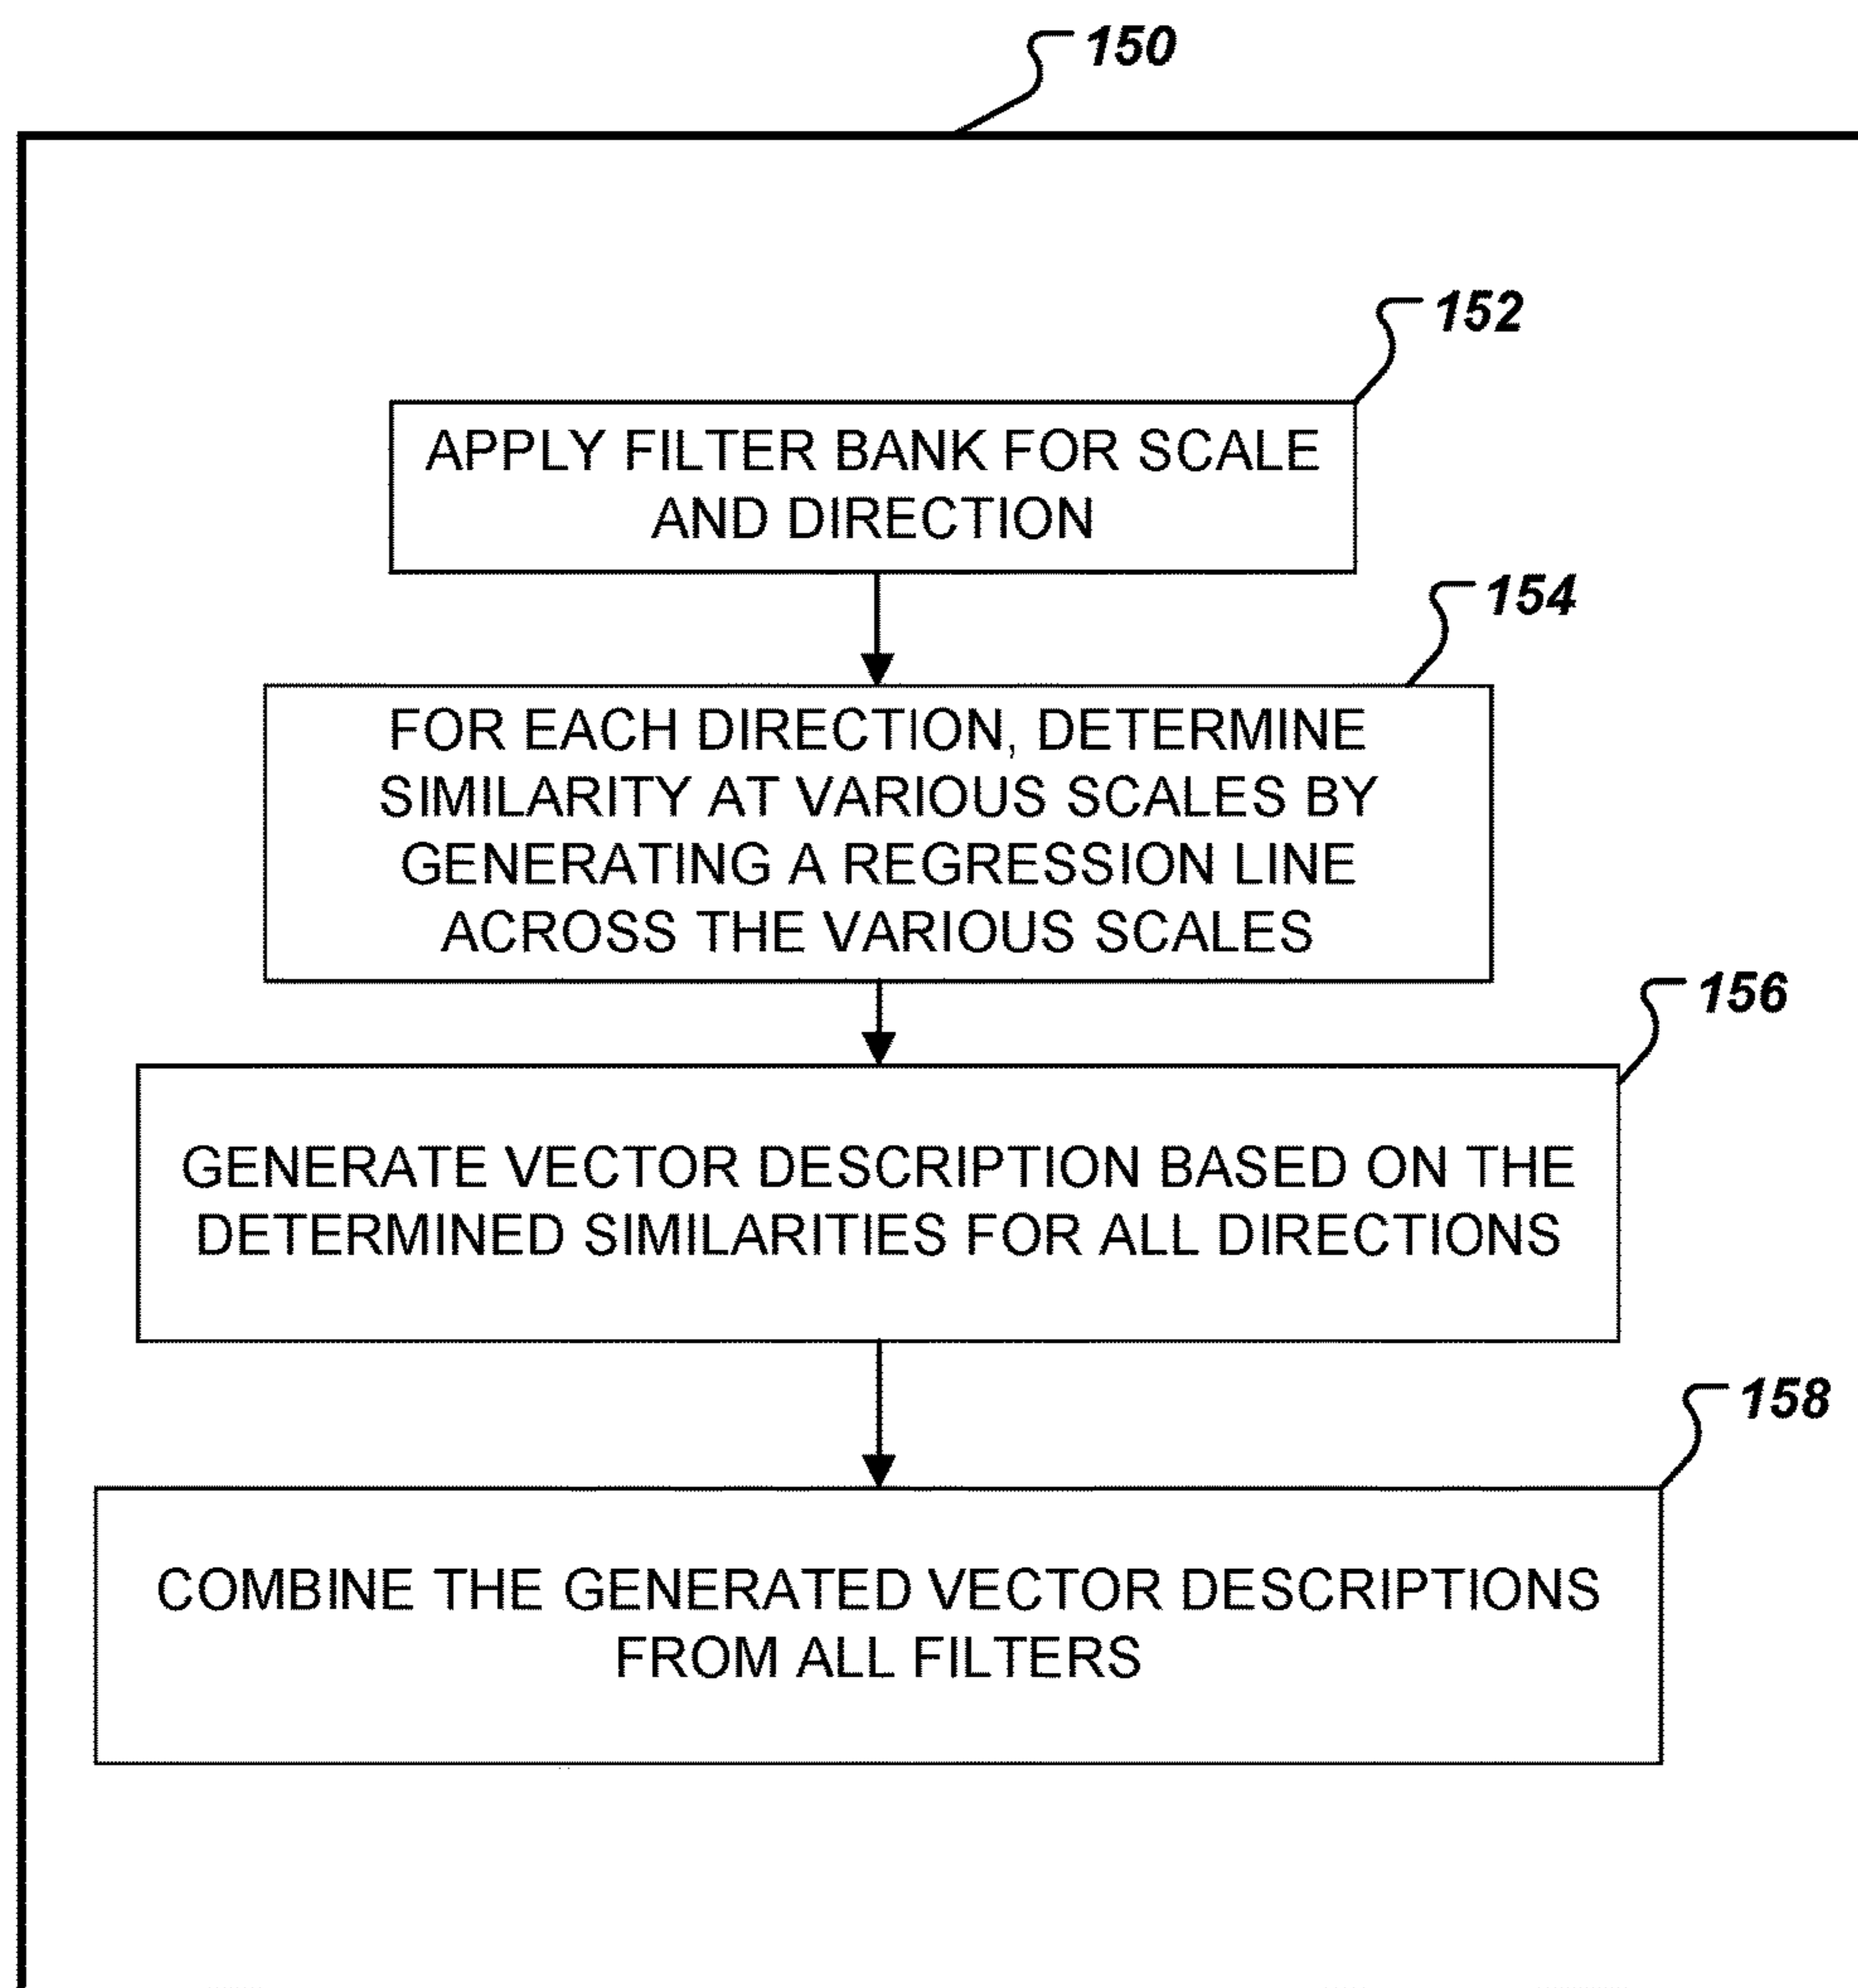 150
152
APPLY FILTER BANK FOR SCALE
AND DIRECTION
154
FOR EACH DIRECTION, DETERMINE
SIMILARITY AT VARIOUS SCALES BY
GENERATING A REGRESSION LINE
ACROSS THE VARIOUS SCALES
156
GENERATE VECTOR DESCRIPTION BASED ON THE
DETERMINED SIMILARITIES FOR ALL DIRECTIONS
158
COMBINE THE GENERATED VECTOR DESCRIPTIONS
FROM ALL FILTERS